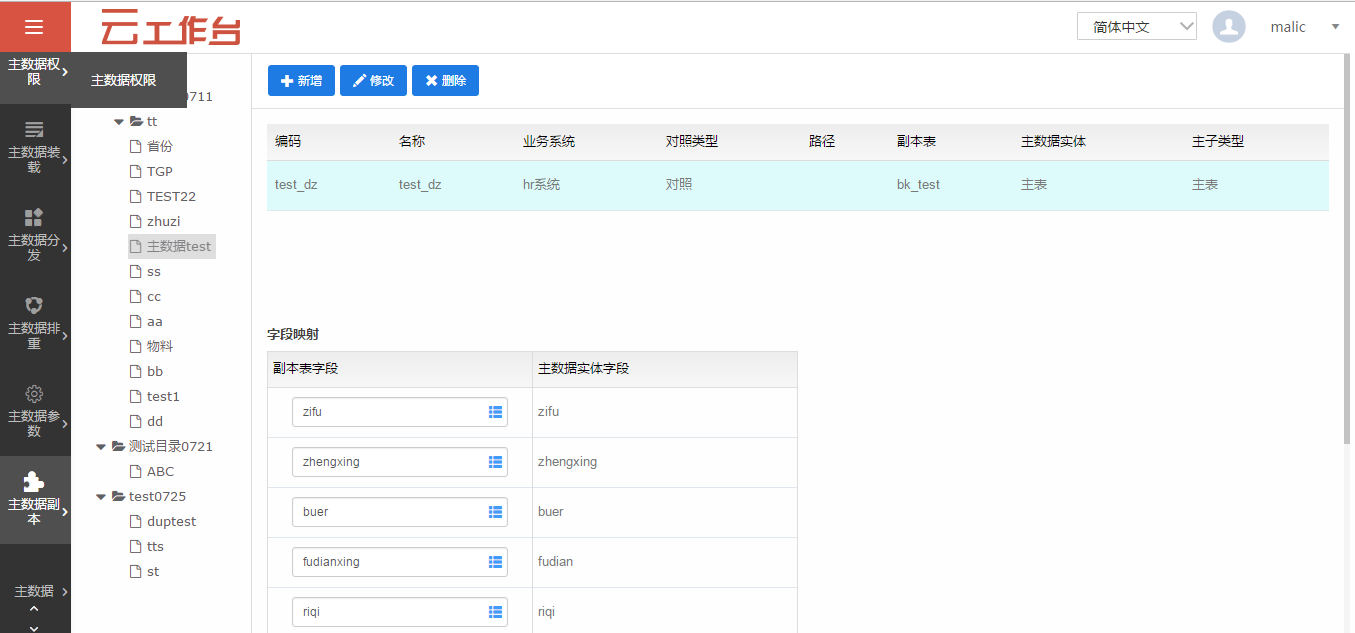 云工作台
简体中文
malic
主数据权
限
主数据权限
主数据装
载
主数据分
发
主数据排
重
主数据参
数
主数据副
本
主数据
0711
tt
省份
TGP
TEST22
zhuzi
主数据test
ss
cc
aa
物料
bb
test1
dd
测试目录0721
ABC
test0725
duptest
tts
st
新增 修改 删除
编码 名称 业务系统 对照类型 路径 副本表 主数据实体 主子类型
test_dz test_dz hr系统 对照 bk_test 主表 主表
字段映射
副本表字段 主数据实体字段
zifu zifu
zhengxing zhengxing
buer buer
fudianxing fudian
riqi riqi